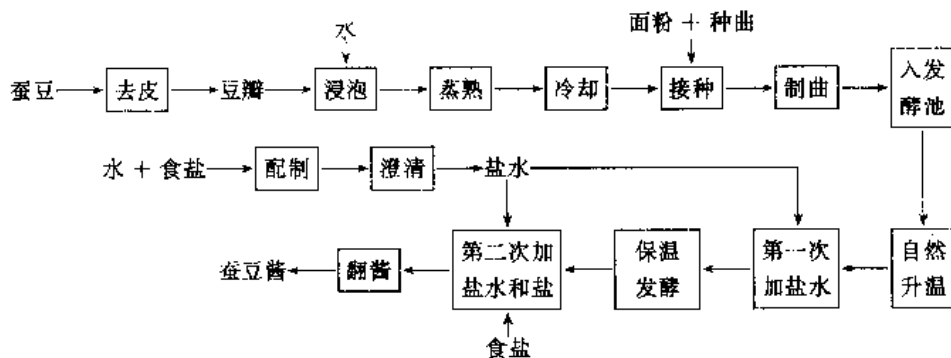 水
面粉 + 种曲
蚕豆
去皮
豆瓣
浸泡
蒸熟
冷却
接种
制曲
入发
酵池
水 + 食盐
配制
澄清
盐水
蚕豆酱
翻酱
第二次加
盐水和盐
保温
发酵
第一次
加盐水
自然
升温
食盐